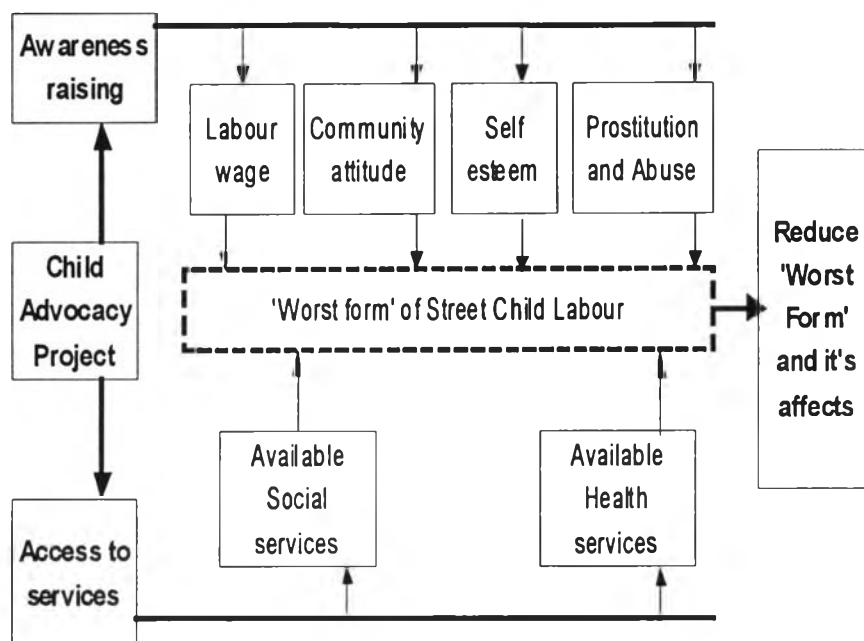 Awareness
raising
Labour
wage
Community
attitude
Self
esteem
Prostitution
and Abuse
Child
Advocacy
Project
'Worst form' of Street Child Labour
Reduce
'Worst
Form'
and it's
affects
Available
Social
services
Available
Health
services
Access to
services